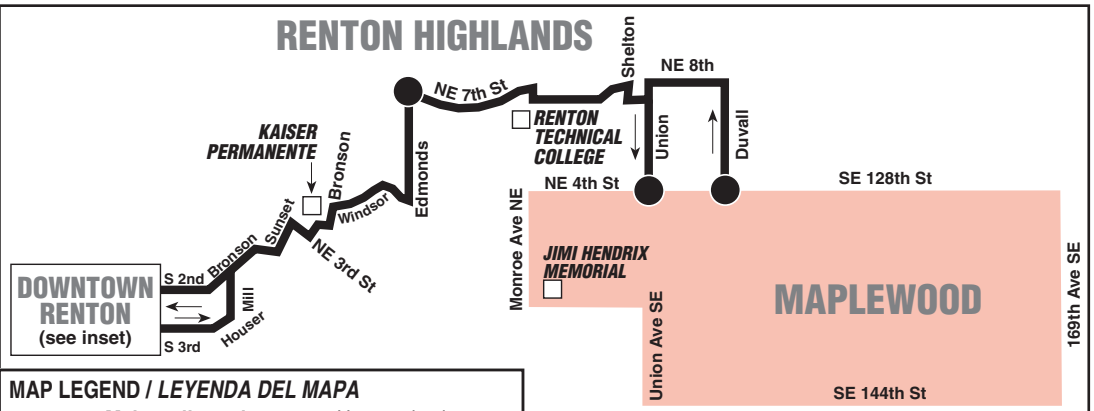 RENTON HIGHLANDS
Shelton
NE 8th
NE 7th St
KAISER
PERMANENTE
RENTON
TECHNICAL
COLLEGE
Union
Duvall
Bronson
Edmonds
Windsor
NE 4th St
SE 128th St
Sunset
Bronson
NE 3rd St
Monroe Ave NE
JIMI HENDRIX
MEMORIAL
MAPLEWOOD
169th Ave SE
S 2nd
DOWNTOWN
RENTON
(see inset)
Mill
Houser
S 3rd
Union Ave SE
SE 144th St
MAP LEGEND / LEYENDA DEL MAPA